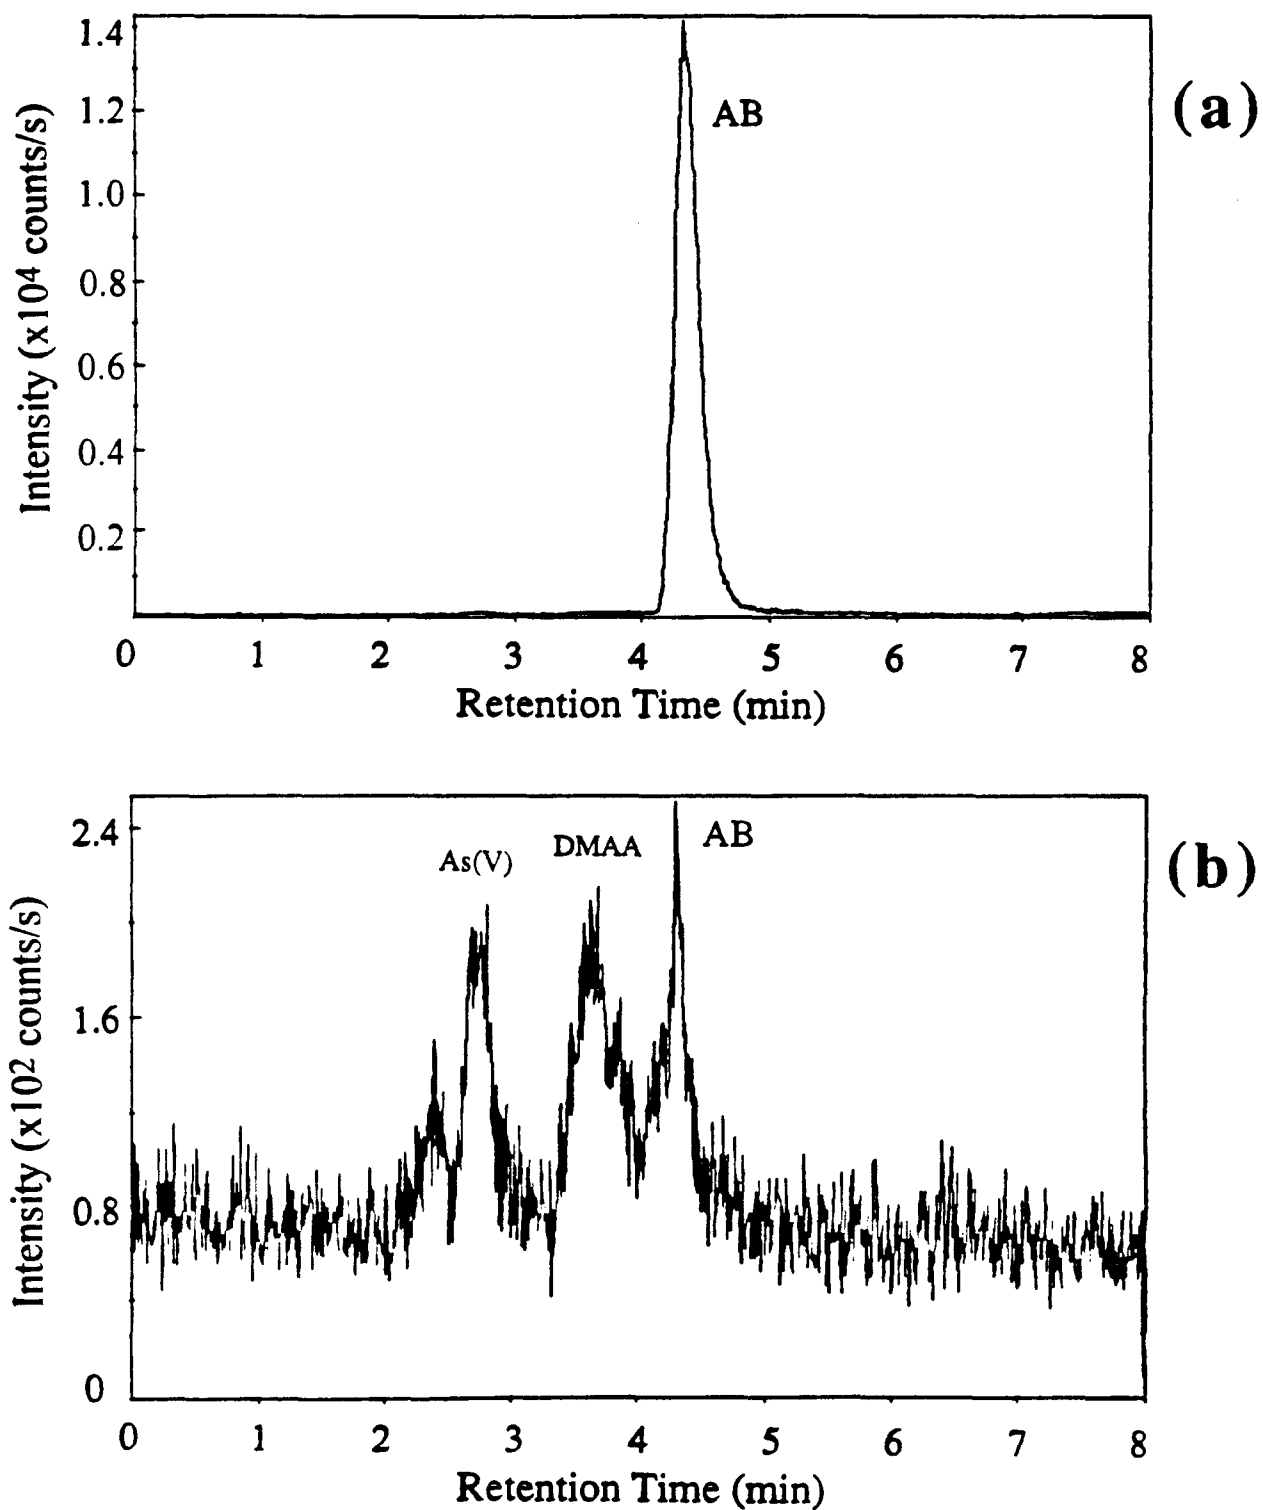 1.4
1.2
1.0
0.8
0.6
0.4
0.2
Intensity (x10⁴ counts/s)
AB
(a)
0 1 2 3 4 5 6 7 8
Retention Time (min)
2.4
1.6
0.8
0
Intensity (x10² counts/s)
As(V)
DMAA
AB
(b)
0 1 2 3 4 5 6 7 8
Retention Time (min)